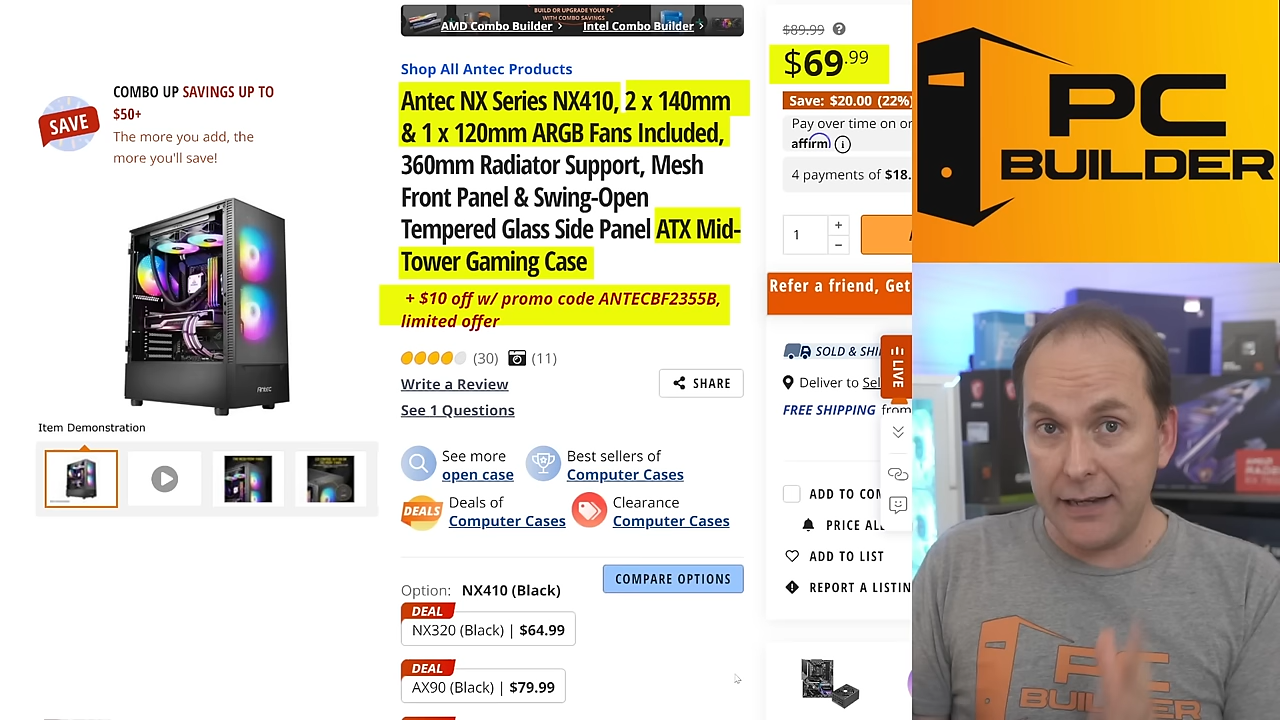 BUILD OR UPGRADE YOUR PC
WITH COMBO SAVINGS
AMD Combo Builder
Intel Combo Builder
COMBO UP SAVINGS UP TO
$50+
The more you add, the
more you'll save!
SAVE
Antec
Item Demonstration
Shop All Antec Products
Antec NX Series NX410, 2 x 140mm
& 1 x 120mm ARGB Fans Included,
360mm Radiator Support, Mesh
Front Panel & Swing-Open
Tempered Glass Side Panel ATX Mid-
Tower Gaming Case
+ $10 off w/ promo code ANTECBF2355B,
limited offer
(30) (11)
Write a Review
SHARE
See 1 Questions
See more
open case
Best sellers of
Computer Cases
DEALS
Deals of
Computer Cases
Clearance
Computer Cases
Option: NX410 (Black)
COMPARE OPTIONS
DEAL
NX320 (Black) | $64.99
DEAL
AX90 (Black) | $79.99
$89.99
$69.99
Save: $20.00 (22%)
Pay over time on or
affirm
4 payments of $18.
1
Refer a friend, Get
SOLD & SHI
LIVE
Deliver to Sel
FREE SHIPPING from
ADD TO COM
PRICE AL
ADD TO LIST
REPORT A LISTIN
PC
BUILDER
PC
BUILDER